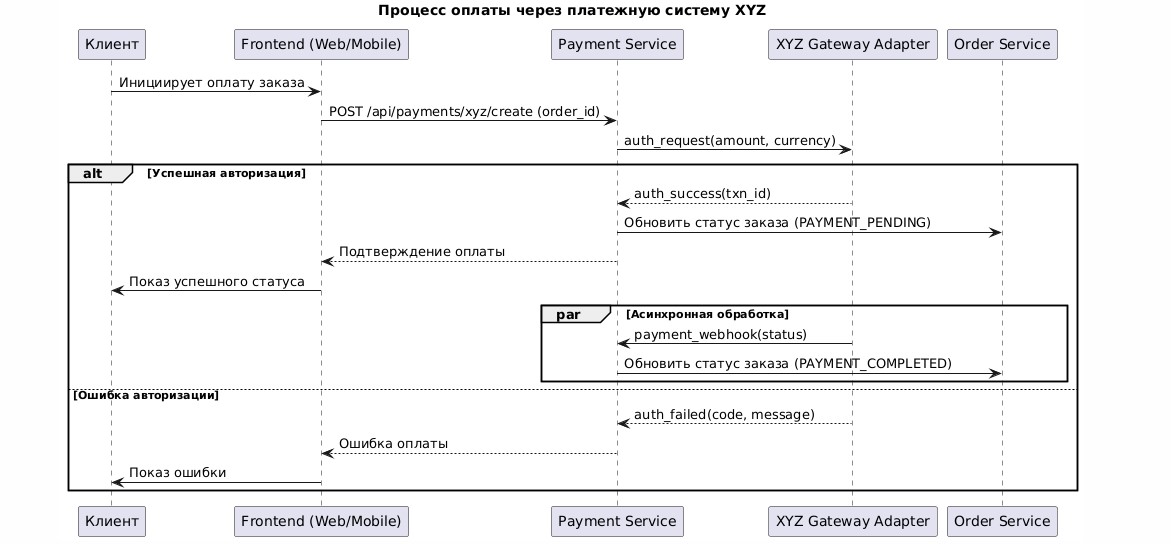 Процесс оплаты через платежную систему XYZ
Клиент
Frontend (Web/Mobile)
Payment Service
XYZ Gateway Adapter
Order Service
Инициирует оплату заказа
POST /api/payments/xyz/create (order_id)
auth_request(amount, currency)
alt
[Успешная авторизация]
auth_success(txn_id)
Обновить статус заказа (PAYMENT_PENDING)
Подтверждение оплаты
Показ успешного статуса
par
[Асинхронная обработка]
payment_webhook(status)
Обновить статус заказа (PAYMENT_COMPLETED)
[Ошибка авторизации]
auth_failed(code, message)
Ошибка оплаты
Показ ошибки
Клиент
Frontend (Web/Mobile)
Payment Service
XYZ Gateway Adapter
Order Service